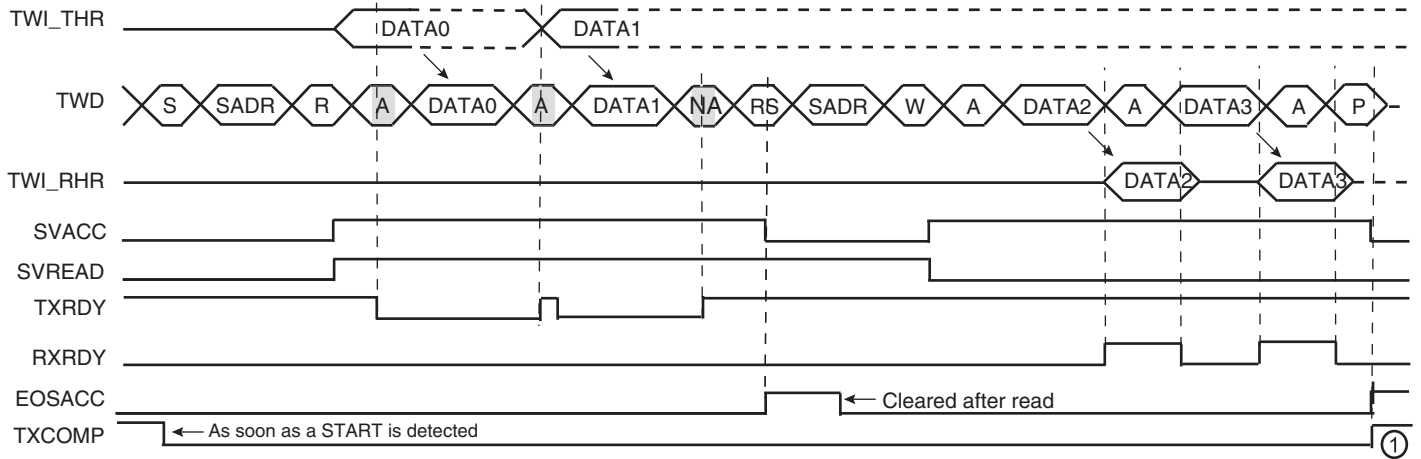 TWI_THR DATA0 DATA1
TWD S SADR R A DATA0 A DATA1 NA RS SADR W A DATA2 A DATA3 A P
TWI_RHR DATA2 DATA3
SVACC
SVREAD
TXRDY
RXRDY
EOSACC Cleared after read
TXCOMP As soon as a START is detected 1